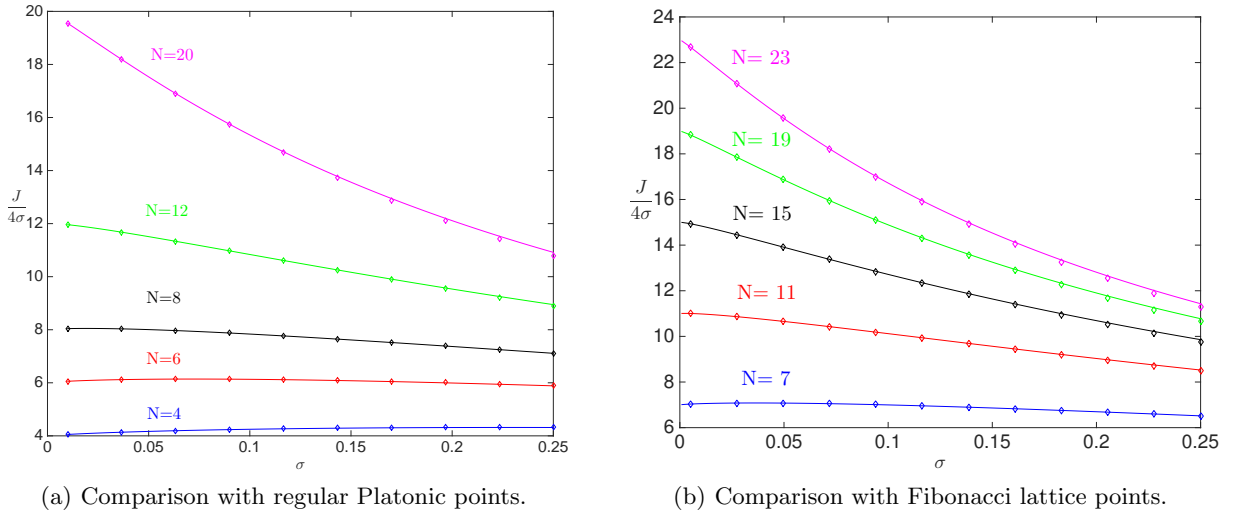 20
18
16
14
12
10
8
6
4
J
4σ
N=20
N=12
N=8
N=6
N=4
0
0.05
0.1
0.15
0.2
0.25
σ
(a) Comparison with regular Platonic points.
24
22
20
18
16
14
12
10
8
6
J
4σ
N= 23
N= 19
N= 15
N= 11
N= 7
0
0.05
0.1
0.15
0.2
0.25
σ
(b) Comparison with Fibonacci lattice points.